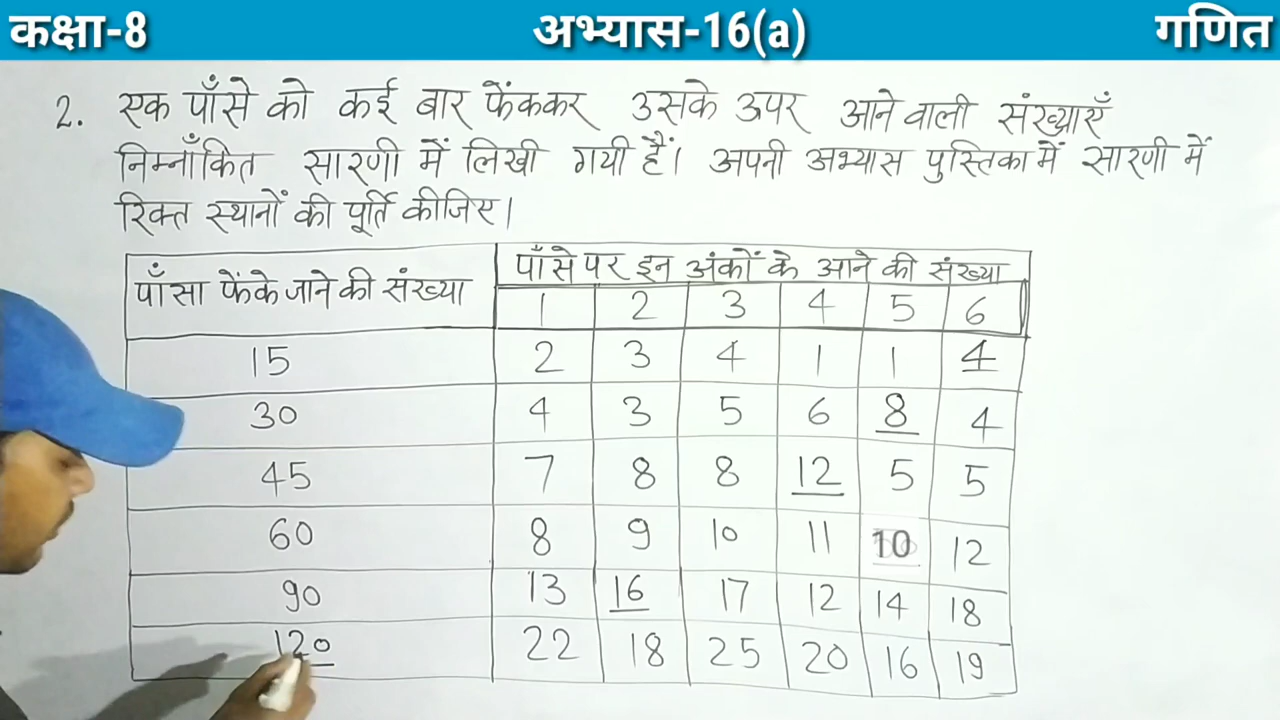 कक्षा-8 अभ्यास-16(a) गणित
2. एक पाँसे को कई बार फेंककर उसके उपर आने वाली संख्याएँ
निम्नाँकित सारणी में लिखी गयी हैं। अपनी अभ्यास पुस्तिका में सारणी में
रिक्त स्थानों की पूर्ति कीजिए।
पाँसा फेंके जाने की संख्या पाँसे पर इन अंकों के आने की संख्या
1 2 3 4 5 6
15 2 3 4 1 1 4
30 4 3 5 6 8 4
45 7 8 8 12 5 5
60 8 9 10 11 10 12
90 13 16 17 12 14 18
120 22 18 25 20 16 19